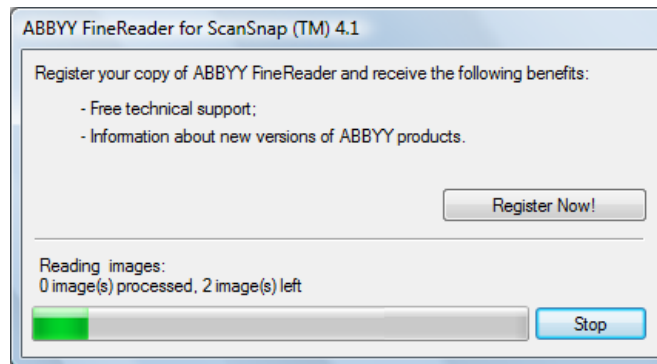 ABBYY FineReader for ScanSnap (TM) 4.1
Register your copy of ABBYY FineReader and receive the following benefits:
- Free technical support;
- Information about new versions of ABBYY products.
Register Now!
Reading images:
0 image(s) processed, 2 image(s) left
Stop